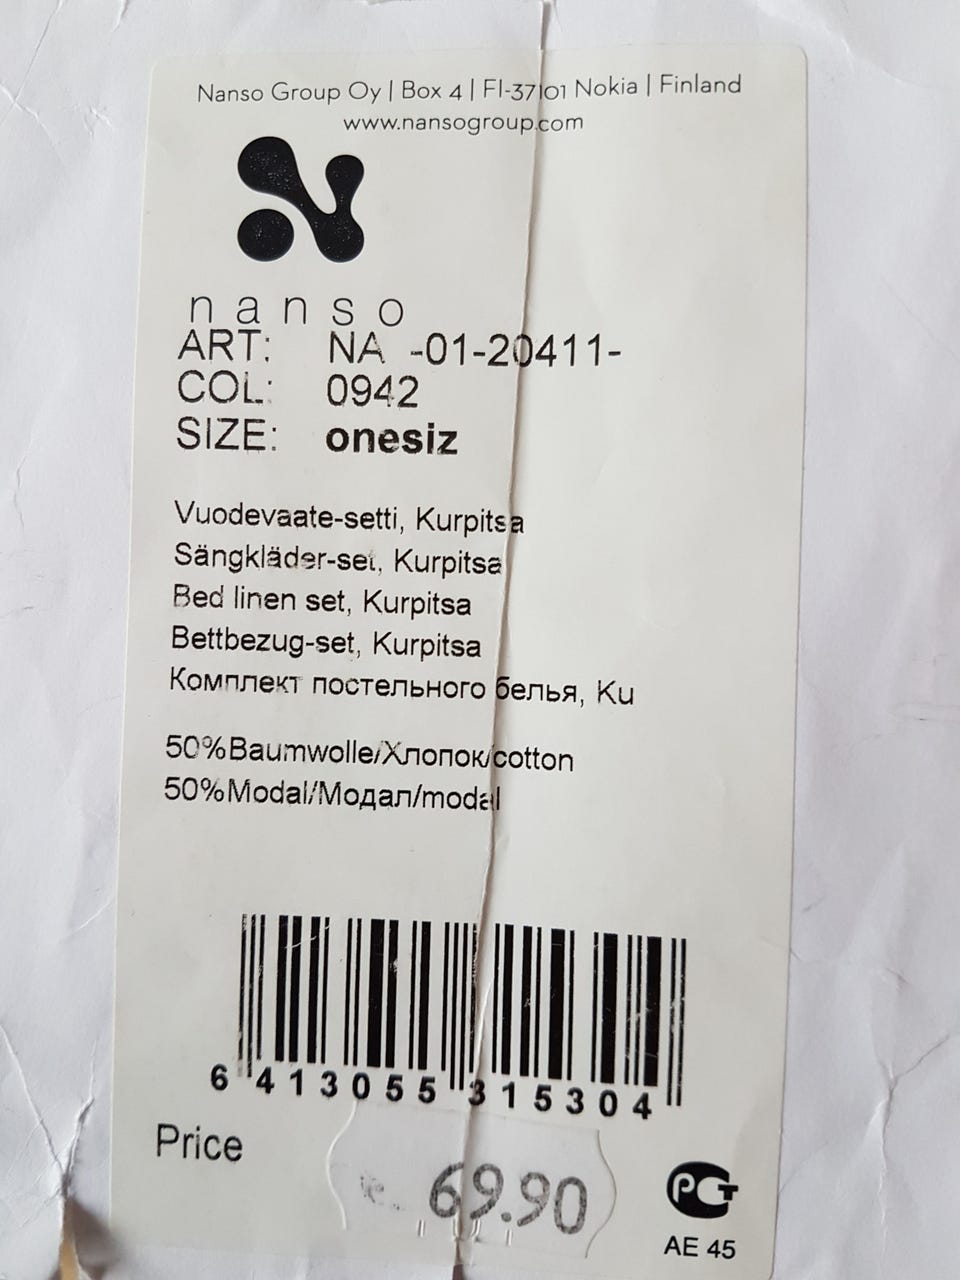 Nanso Group Oy | Box 4 | FI-37101 Nokia | Finland
www.nansogroup.com
nanso
ART: NA -01-20411-
COL: 0942
SIZE: onesiz
Vuodevaate-setti, Kurpitsa
Sängkläder-set, Kurpitsa
Bed linen set, Kurpitsa
Bettbezug-set, Kurpitsa
Комплект постельного белья, Ku
50%Baumwolle/Хлопок/cotton
50%Modal/Модал/modal
6 413055 315304
Price
69.90
РСТ
AE 45